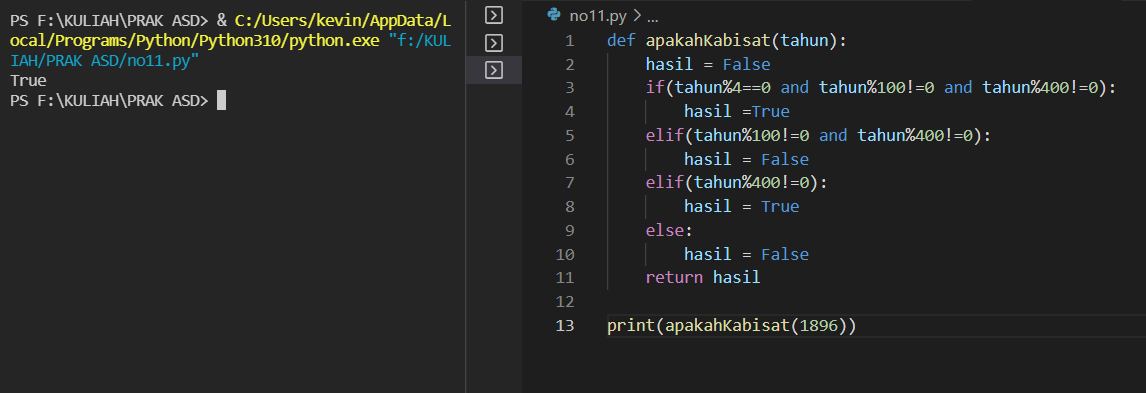 PS F:\KULIAH\PRAK ASD> & C:/Users/kevin/AppData/L
ocal/Programs/Python/Python310/python.exe "f:/KUL
IAH/PRAK ASD/no11.py"
True
PS F:\KULIAH\PRAK ASD>
no11.py > ...
1 def apakahKabisat(tahun):
2     hasil = False
3     if(tahun%4==0 and tahun%100!=0 and tahun%400!=0):
4         hasil =True
5     elif(tahun%100!=0 and tahun%400!=0):
6         hasil = False
7     elif(tahun%400!=0):
8         hasil = True
9     else:
10         hasil = False
11     return hasil
12
13 print(apakahKabisat(1896))